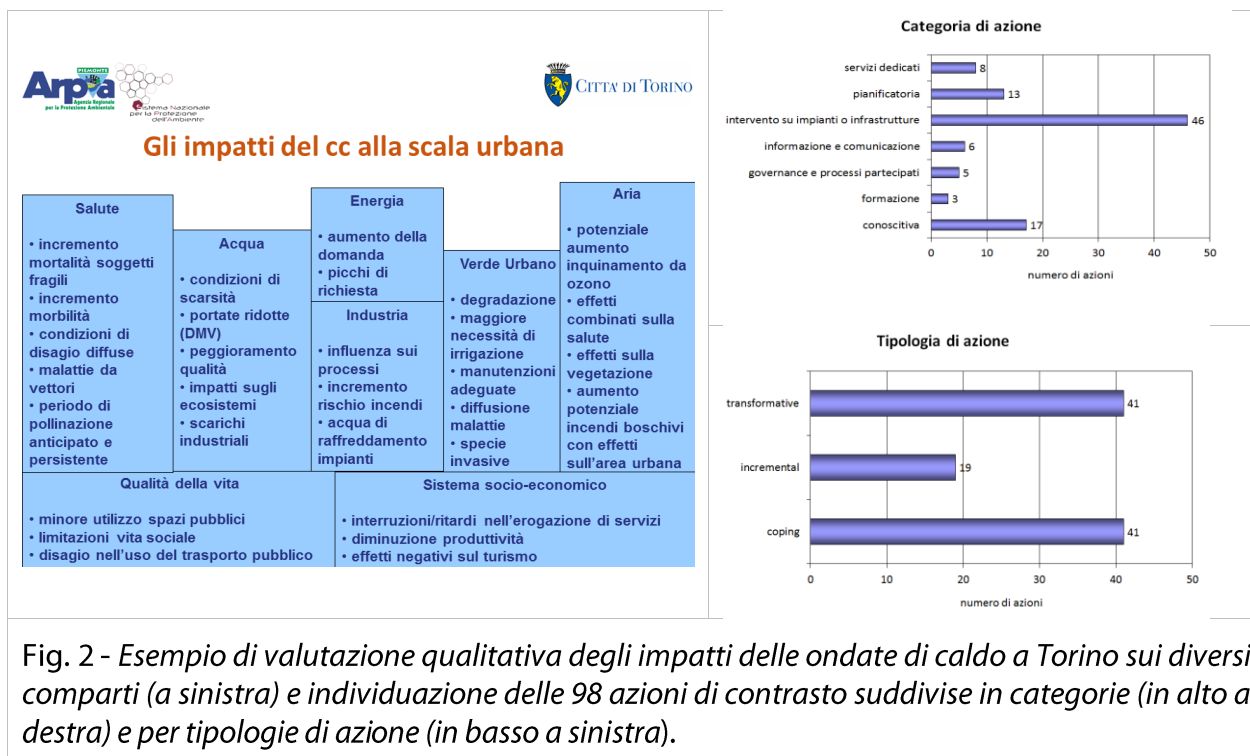 PIEMONTE
Arpa
Agenzia Regionale
per la Protezione Ambientale
Sistema Nazionale
per la Protezione
dell'Ambiente
CITTA' DI TORINO
Gli impatti del cc alla scala urbana
Salute
• incremento
mortalità soggetti
fragili
• incremento
morbilità
• condizioni di
disagio diffuse
• malattie da
vettori
• periodo di
pollinazione
anticipato e
persistente
Acqua
• condizioni di
scarsità
• portate ridotte
(DMV)
• peggioramento
qualità
• impatti sugli
ecosistemi
• scarichi
industriali
Energia
• aumento della
domanda
• picchi di
richiesta
Industria
• influenza sui
processi
• incremento
rischio incendi
• acqua di
raffreddamento
impianti
Verde Urbano
• degradazione
• maggiore
necessità di
irrigazione
• manutenzioni
adeguate
• diffusione
malattie
• specie
invasive
Aria
• potenziale
aumento
inquinamento da
ozono
• effetti
combinati sulla
salute
• effetti sulla
vegetazione
• aumento
potenziale
incendi boschivi
con effetti
sull'area urbana
Qualità della vita
• minore utilizzo spazi pubblici
• limitazioni vita sociale
• disagio nell'uso del trasporto pubblico
Sistema socio-economico
• interruzioni/ritardi nell'erogazione di servizi
• diminuzione produttività
• effetti negativi sul turismo
Categoria di azione
servizi dedicati 8
pianificatoria 13
intervento su impianti o infrastrutture 46
informazione e comunicazione 6
governance e processi partecipati 5
formazione 3
conoscitiva 17
0 10 20 30 40 50
numero di azioni
Tipologia di azione
transformative 41
incremental 19
coping 41
0 10 20 30 40 50
numero di azioni
Fig. 2 - Esempio di valutazione qualitativa degli impatti delle ondate di caldo a Torino sui diversi
comparti (a sinistra) e individuazione delle 98 azioni di contrasto suddivise in categorie (in alto a
destra) e per tipologie di azione (in basso a sinistra).